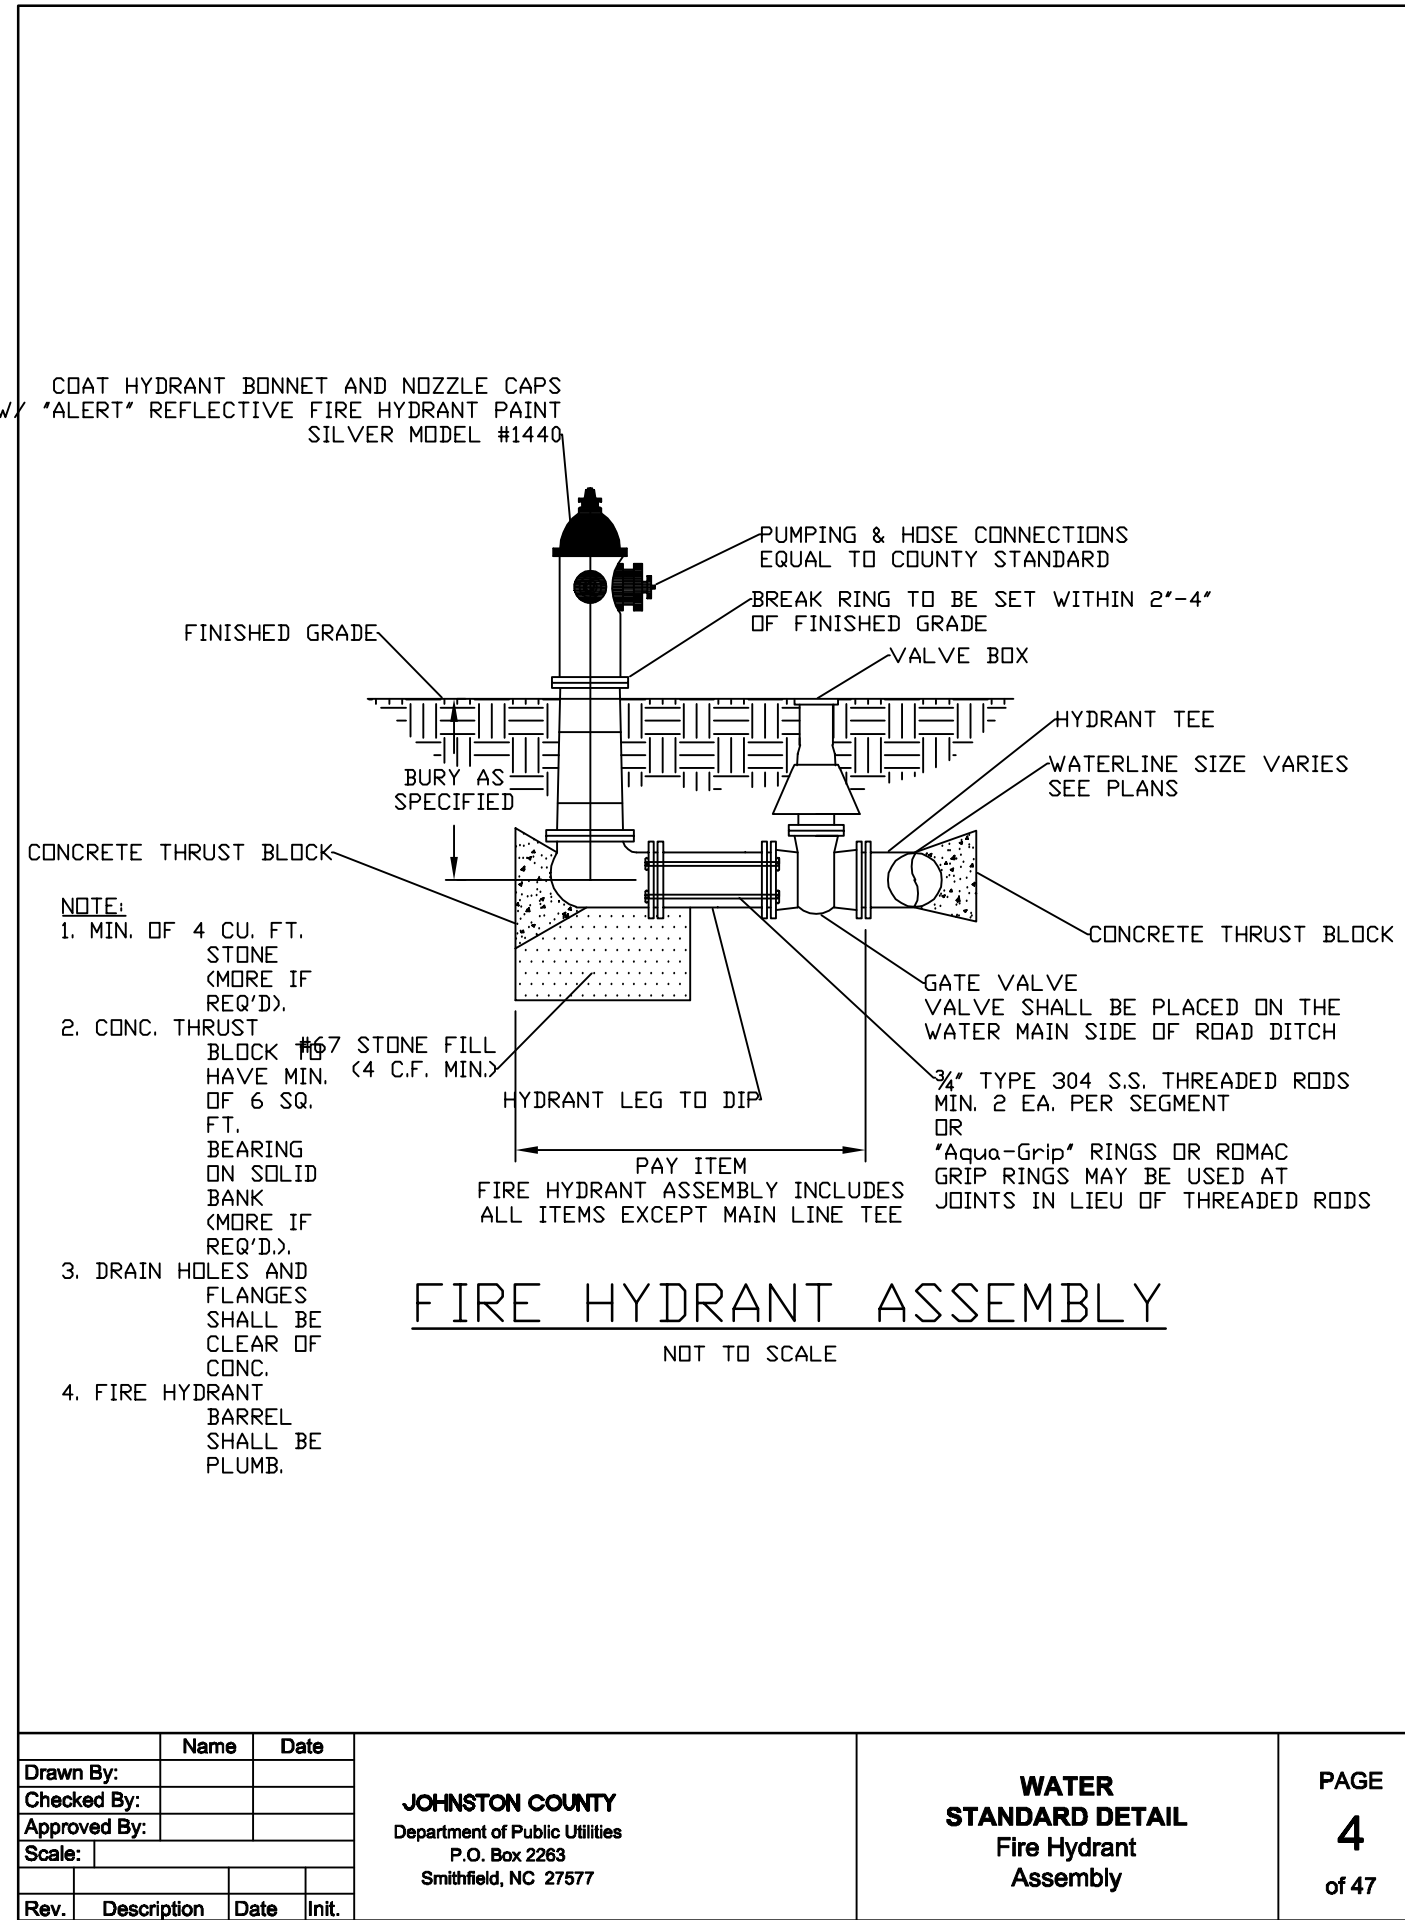 COAT HYDRANT BONNET AND NOZZLE CAPS
W/ "ALERT" REFLECTIVE FIRE HYDRANT PAINT
SILVER MODEL #1440
PUMPING & HOSE CONNECTIONS
EQUAL TO COUNTY STANDARD
BREAK RING TO BE SET WITHIN 2"-4"
OF FINISHED GRADE
FINISHED GRADE
VALVE BOX
HYDRANT TEE
WATERLINE SIZE VARIES
SEE PLANS
BURY AS
SPECIFIED
CONCRETE THRUST BLOCK
NOTE:
1. MIN. OF 4 CU. FT.
STONE
(MORE IF
REQ'D).
2. CONC. THRUST
BLOCK TO
HAVE MIN.
OF 6 SQ.
FT.
BEARING
ON SOLID
BANK
(MORE IF
REQ'D.).
3. DRAIN HOLES AND
FLANGES
SHALL BE
CLEAR OF
CONC.
4. FIRE HYDRANT
BARREL
SHALL BE
PLUMB.
#67 STONE FILL
(4 C.F. MIN.)
HYDRANT LEG TO DIP
CONCRETE THRUST BLOCK
GATE VALVE
VALVE SHALL BE PLACED ON THE
WATER MAIN SIDE OF ROAD DITCH
¾" TYPE 304 S.S. THREADED RODS
MIN. 2 EA. PER SEGMENT
OR
"Aqua-Grip" RINGS OR ROMAC
GRIP RINGS MAY BE USED AT
JOINTS IN LIEU OF THREADED RODS
PAY ITEM
FIRE HYDRANT ASSEMBLY INCLUDES
ALL ITEMS EXCEPT MAIN LINE TEE
FIRE HYDRANT ASSEMBLY
NOT TO SCALE
Name Date
Drawn By:
Checked By:
Approved By:
Scale:
Rev. Description Date Init.
JOHNSTON COUNTY
Department of Public Utilities
P.O. Box 2263
Smithfield, NC 27577
WATER
STANDARD DETAIL
Fire Hydrant
Assembly
PAGE
4
of 47